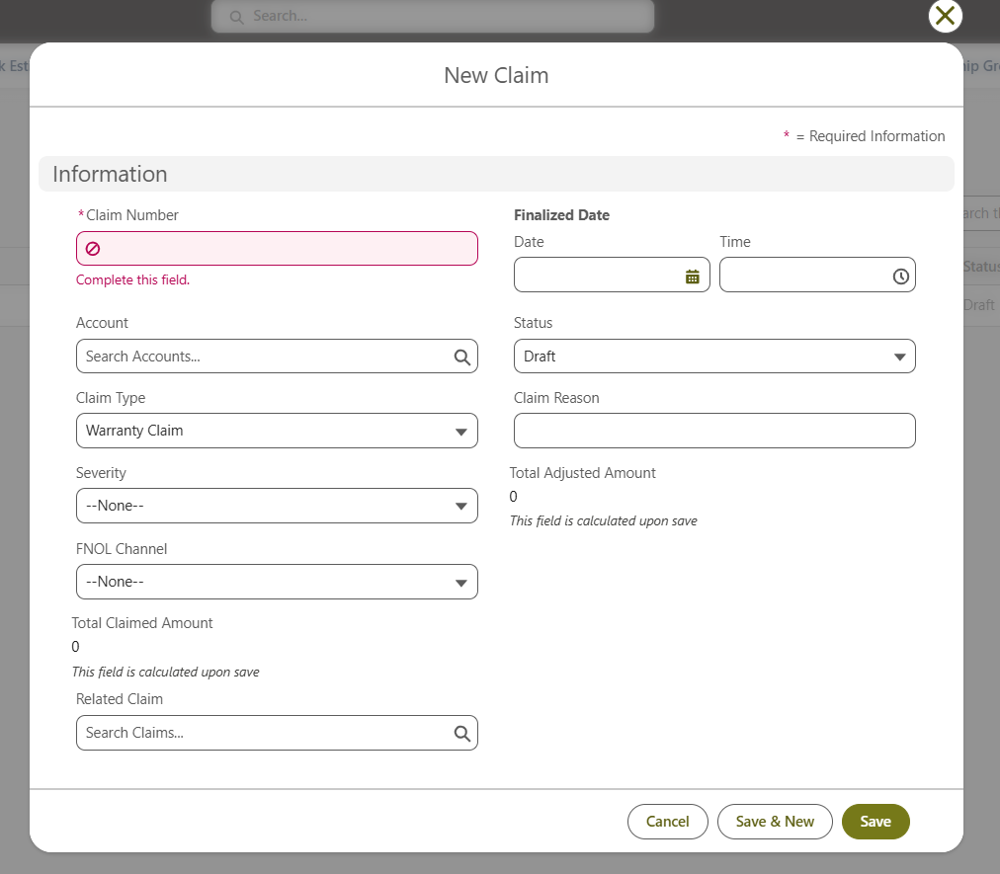 Search...
k Est
ip Gr
New Claim
* = Required Information
Information
*Claim Number
Complete this field.
Finalized Date
Date
Time
arch t
Status
Draft
Account
Search Accounts...
Status
Draft
Claim Type
Warranty Claim
Claim Reason
Severity
--None--
Total Adjusted Amount
0
This field is calculated upon save
FNOL Channel
--None--
Total Claimed Amount
0
This field is calculated upon save
Related Claim
Search Claims...
Cancel
Save & New
Save